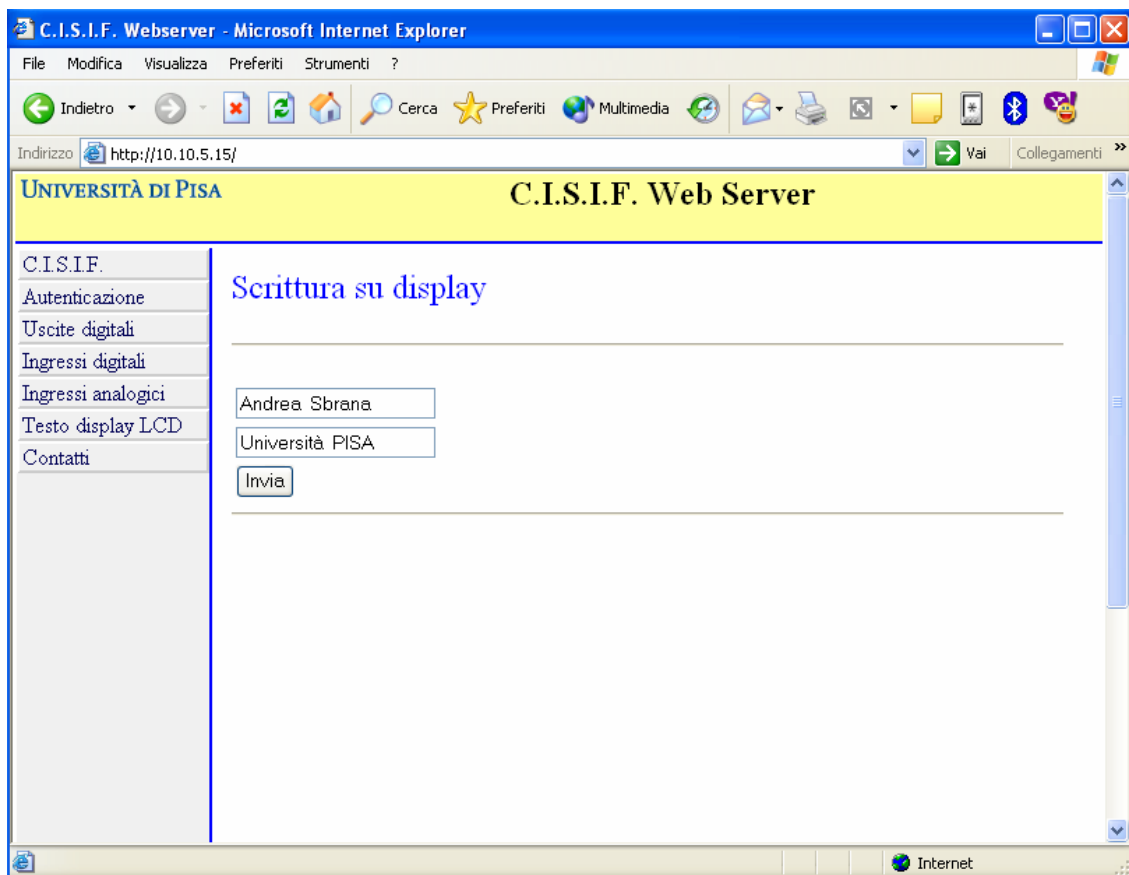 C.I.S.I.F. Webserver - Microsoft Internet Explorer
File Modifica Visualizza Preferiti Strumenti ?
Indietro Cerca Preferiti Multimedia
Indirizzo http://10.10.5.15/ Vai Collegamenti »
UNIVERSITÀ DI PISA C.I.S.I.F. Web Server
C.I.S.I.F.
Autenticazione
Uscite digitali
Ingressi digitali
Ingressi analogici
Testo display LCD
Contatti
Scrittura su display
Andrea Sbrana
Università PISA
Invia
Internet